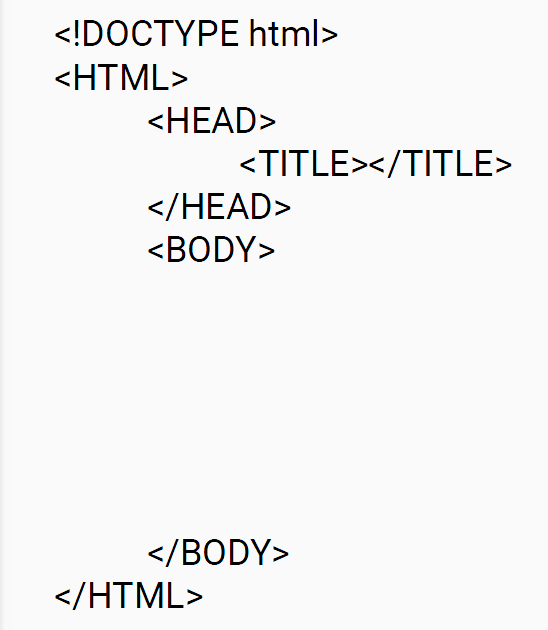 <!DOCTYPE html>
<HTML>
<HEAD>
<TITLE></TITLE>
</HEAD>
<BODY>
</BODY>
</HTML>